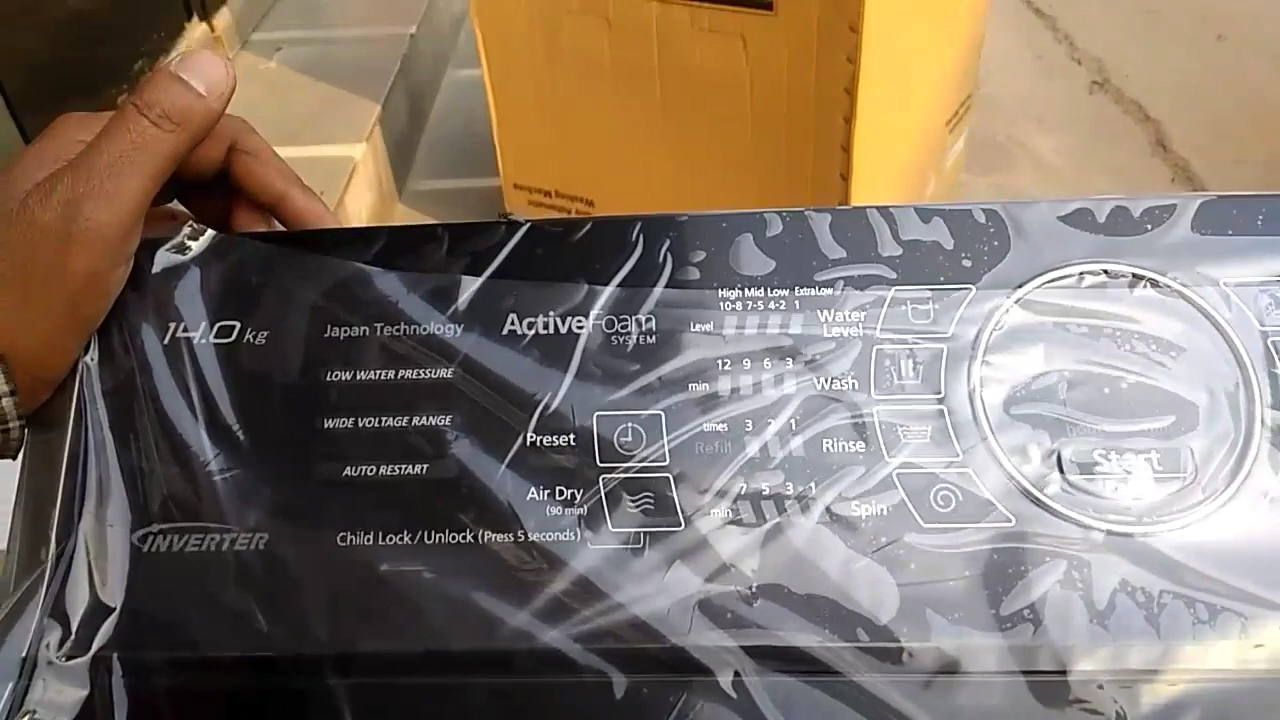 Washing Machine
14.0 kg
Japan Technology
ActiveFoam
SYSTEM
LOW WATER PRESSURE
WIDE VOLTAGE RANGE
AUTO RESTART
INVERTER
Child Lock/Unlock (Press 5 seconds)
Preset
Air Dry
(90 min)
High Mid Low ExtraLow
10-8 7-5 4-2 1
Level
Water
Level
12 9 6 3
min
Wash
times 3 2 1
Refill
Rinse
7 5 3 1
min
Spin
Start